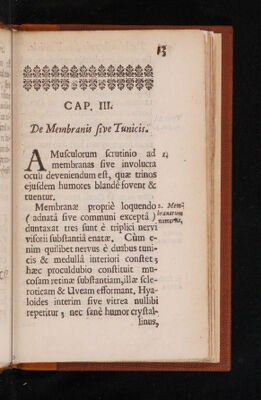 13
CAP. III.
De Membranis sive Tunicis.
A Musculorum scrutinio ad 1.
membranas sive involucra
oculi deveniendum est, quæ trinos
ejusdem humores blandè fovent &
tuentur.
Membranæ propriè loquendo 2. Mem-
( adnatâ sive communi exceptâ ) branarum
duntaxat tres sunt è triplici nervi numerus,
visorii substantiâ enatæ. Cùm e-
nim quilibet nervus è duabus tuni-
cis & medullâ interiori constet ;
hæc proculdubio constituit mu-
cosam retinæ substantiam, illæ scle-
roticam & Uveam efformant. Hya-
loides interim sive vitrea nullibi
reperitur ; nec sanè humor crystal-
linus,